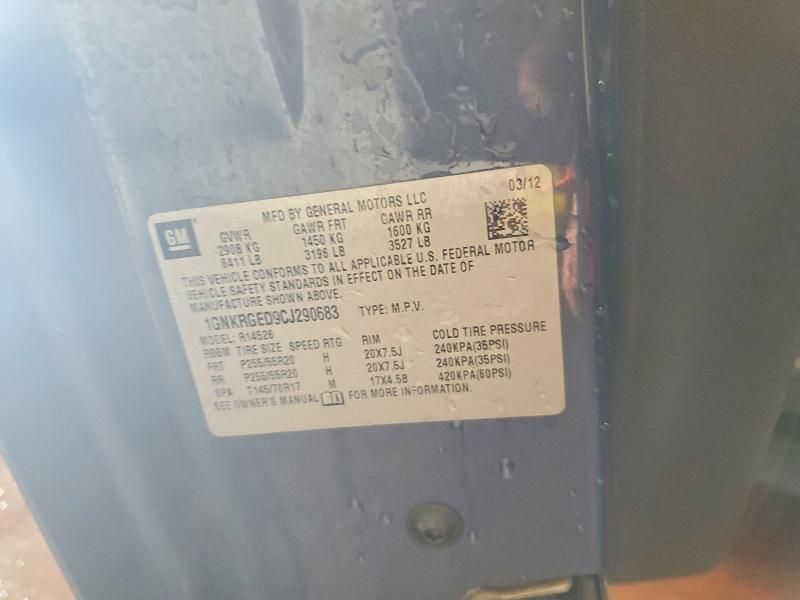 03/12
MFD BY GENERAL MOTORS LLC
GM
GVWR GAWR FRT GAWR RR
2908 KG 1450 KG 1600 KG
6411 LB 3196 LB 3527 LB
THIS VEHICLE CONFORMS TO ALL APPLICABLE U.S. FEDERAL MOTOR
VEHICLE SAFETY STANDARDS IN EFFECT ON THE DATE OF
MANUFACTURE SHOWN ABOVE.
1GNKRGED9CJ290683 TYPE: M.P.V.
MODEL: R14526
RBBM TIRE SIZE SPEED RTG RIM COLD TIRE PRESSURE
FRT P255/55R20 H 20X7.5J 240KPA(35PSI)
RR P255/55R20 H 20X7.5J 240KPA(35PSI)
SPA T145/70R17 M 17X4.5B 420KPA(60PSI)
SEE OWNER'S MANUAL FOR MORE INFORMATION.